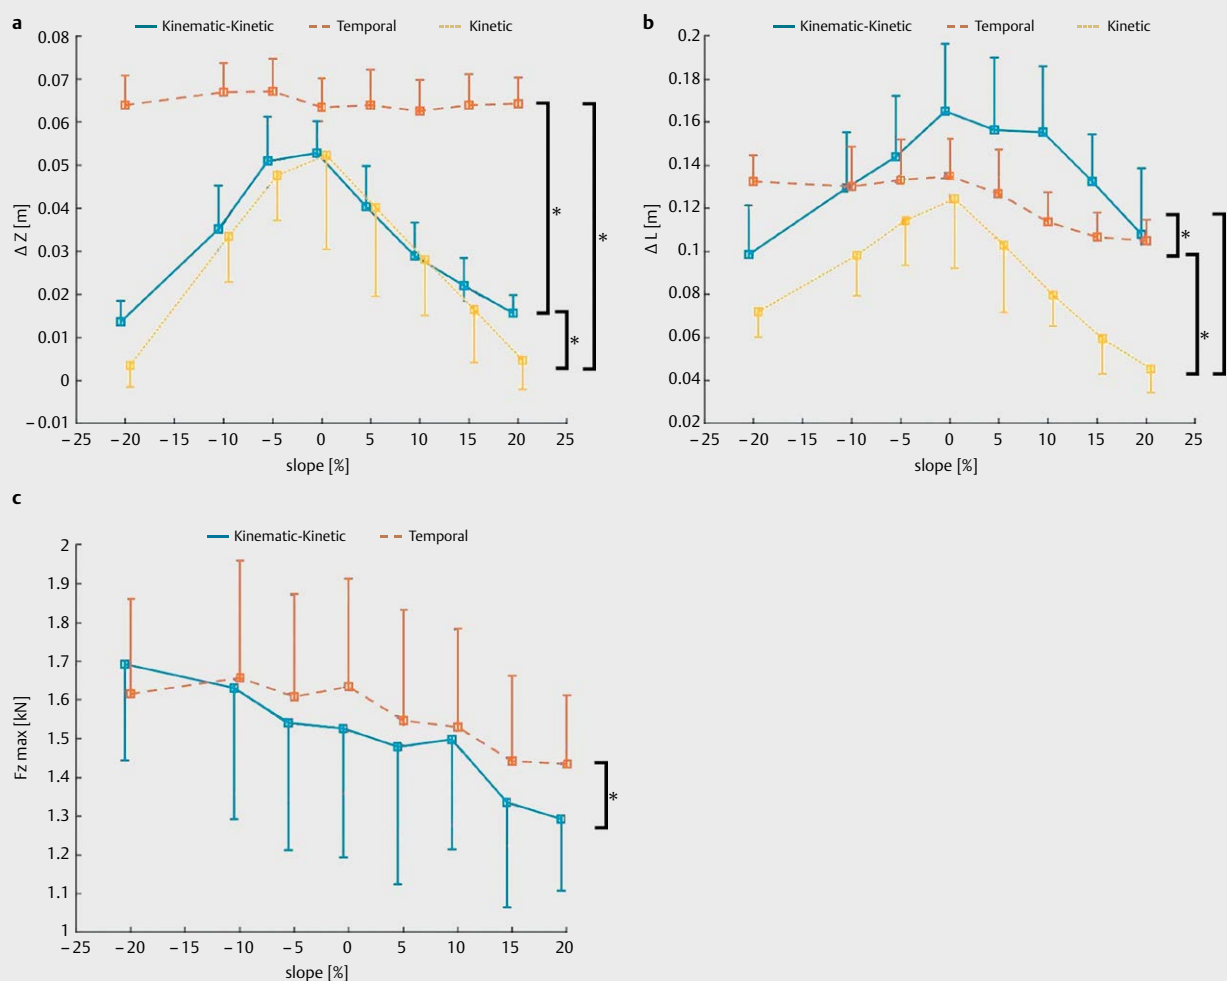 a
Kinematic-Kinetic Temporal Kinetic
0.08
0.07
0.06
0.05
0.04
0.03
0.02
0.01
0
−0.01
Δ Z [m]
* * *
−25 −20 −15 −10 −5 0 5 10 15 20 25
slope [%]
b
Kinematic-Kinetic Temporal Kinetic
0.2
0.18
0.16
0.14
0.12
0.1
0.08
0.06
0.04
0.02
Δ L [m]
* *
−25 −20 −15 −10 −5 0 5 10 15 20 25
slope [%]
c
Kinematic-Kinetic Temporal
2
1.9
1.8
1.7
1.6
1.5
1.4
1.3
1.2
1.1
1
Fz max [kN]
*
−25 −20 −15 −10 −5 0 5 10 15 20
slope [%]